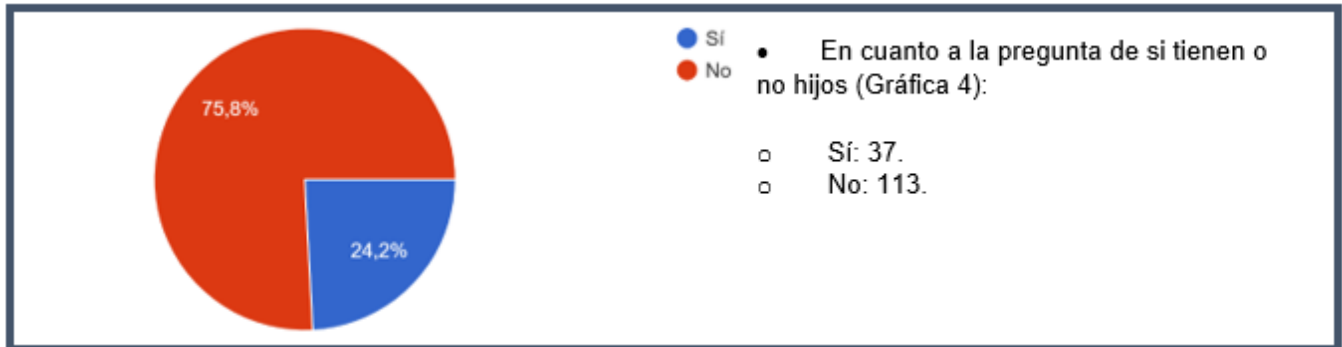 75,8%
24,2%
Sí
No
• En cuanto a la pregunta de si tienen o
no hijos (Gráfica 4):
o Sí: 37.
o No: 113.